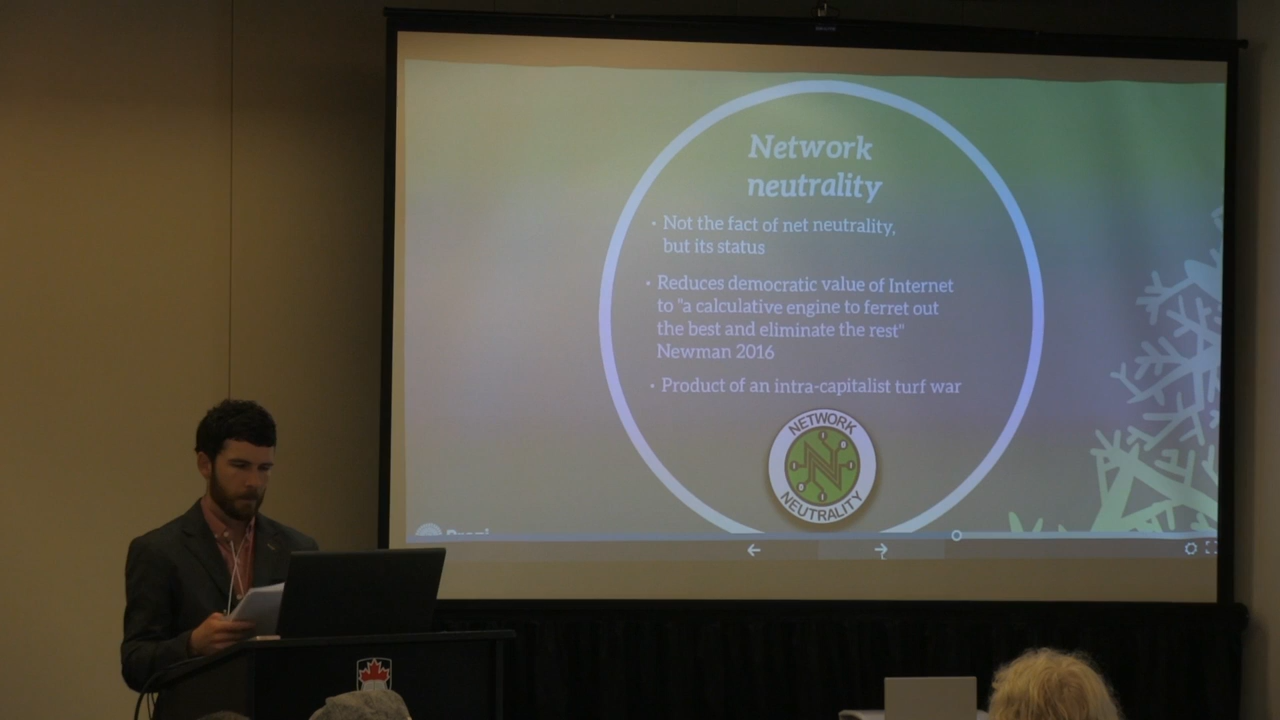 Network
neutrality
· Not the fact of net neutrality,
but its status
· Reduces democratic value of Internet
to "a calculative engine to ferret out
the best and eliminate the rest"
Newman 2016
· Product of an intra-capitalist turf war
NETWORK
N
NEUTRALITY
Prezi